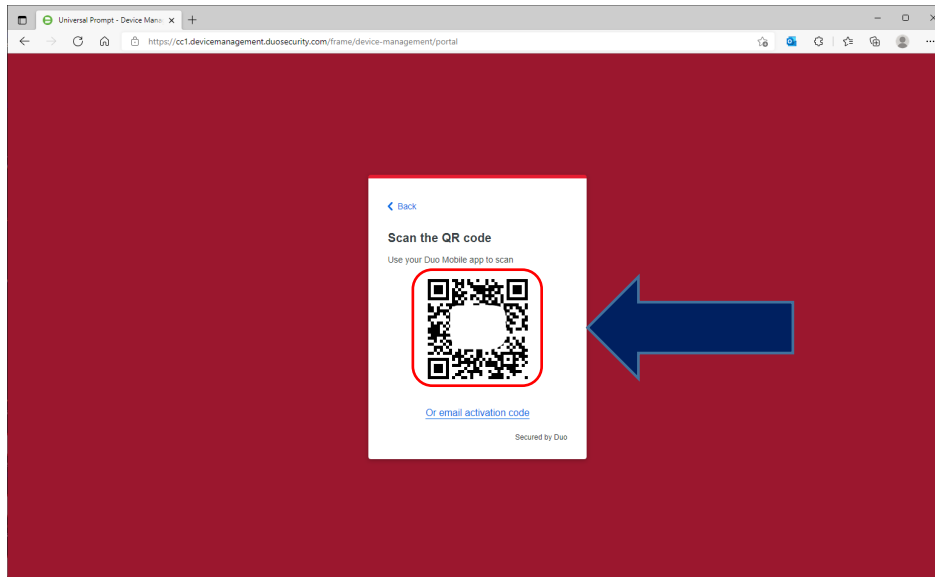 Universal Prompt - Device Mana
https://cc1.devicemanagement.duosecurity.com/frame/device-management/portal
Back
Scan the QR code
Use your Duo Mobile app to scan
Or email activation code
Secured by Duo